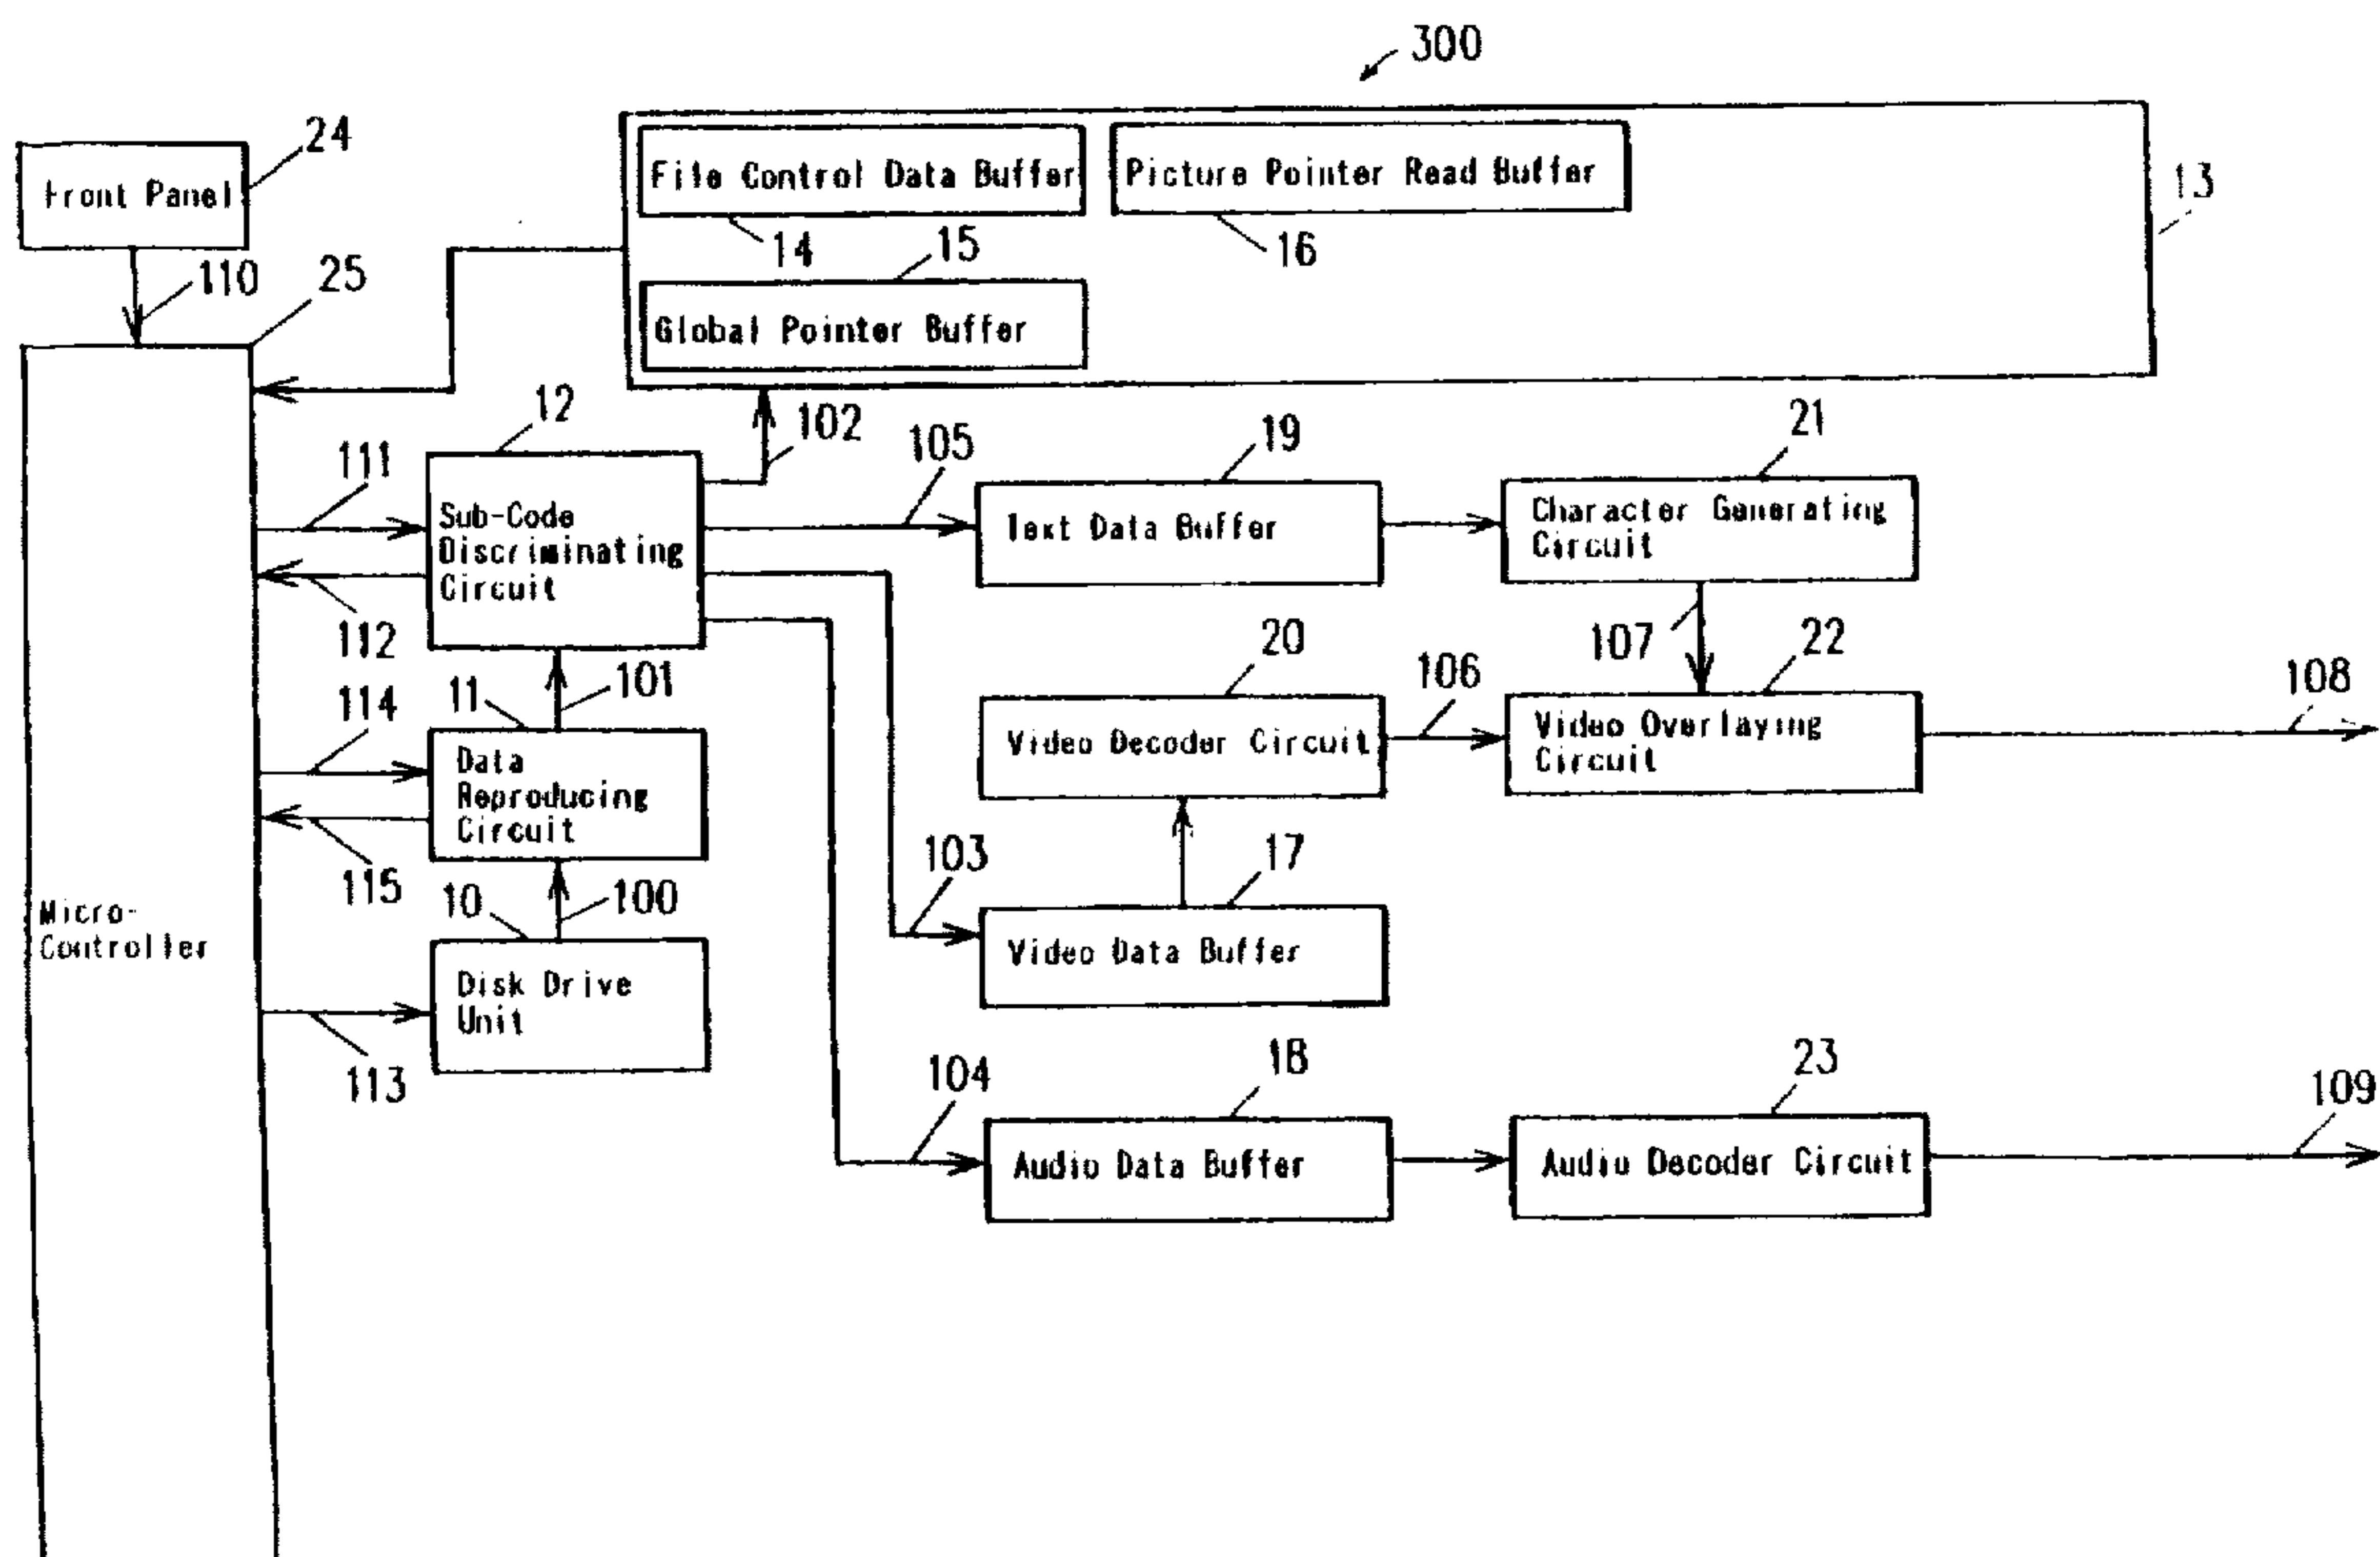 300
24
Front Panel
File Control Data Buffer
Picture Pointer Read Buffer
13
14
15
16
110
25
Global Pointer Buffer
12
102
105
19
21
111
Sub-Code
Discriminating
Circuit
Text Data Buffer
Character Generating
Circuit
112
107
22
20
106
108
101
11
114
Data
Reproducing
Circuit
Video Decoder Circuit
Video Overlaying
Circuit
115
10
100
103
17
Micro-
Controller
Video Data Buffer
Disk Drive
Unit
113
104
18
23
109
Audio Data Buffer
Audio Decoder Circuit